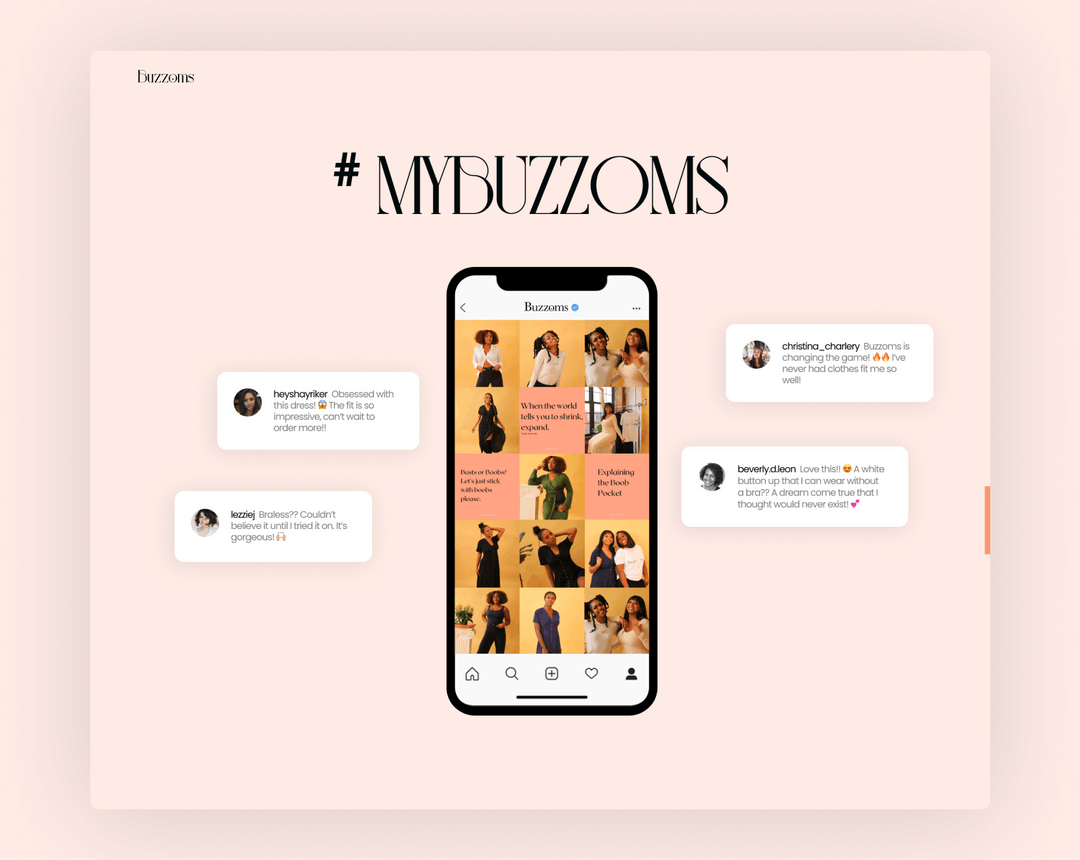 Buzzoms
# MYBUZZOMS
Buzzoms
christina_charlery Buzzoms is
changing the game! 🔥🔥 I've
never had clothes fit me so
well!
heyshayriker Obsessed with
this dress! 😱 The fit is so
impressive, can't wait to
order more!!
When the world
tells you to shrink,
expand.
beverly.d.leon Love this!! 😍 A white
button up that I can wear without
a bra?? A dream come true that I
thought would never exist! 💕
Busts or Boobs?
Let's just stick
with boobs
please.
Explaining
the Boob
Pocket
lezziej Braless?? Couldn't
believe it until I tried it on. It's
gorgeous! 🙌🏼